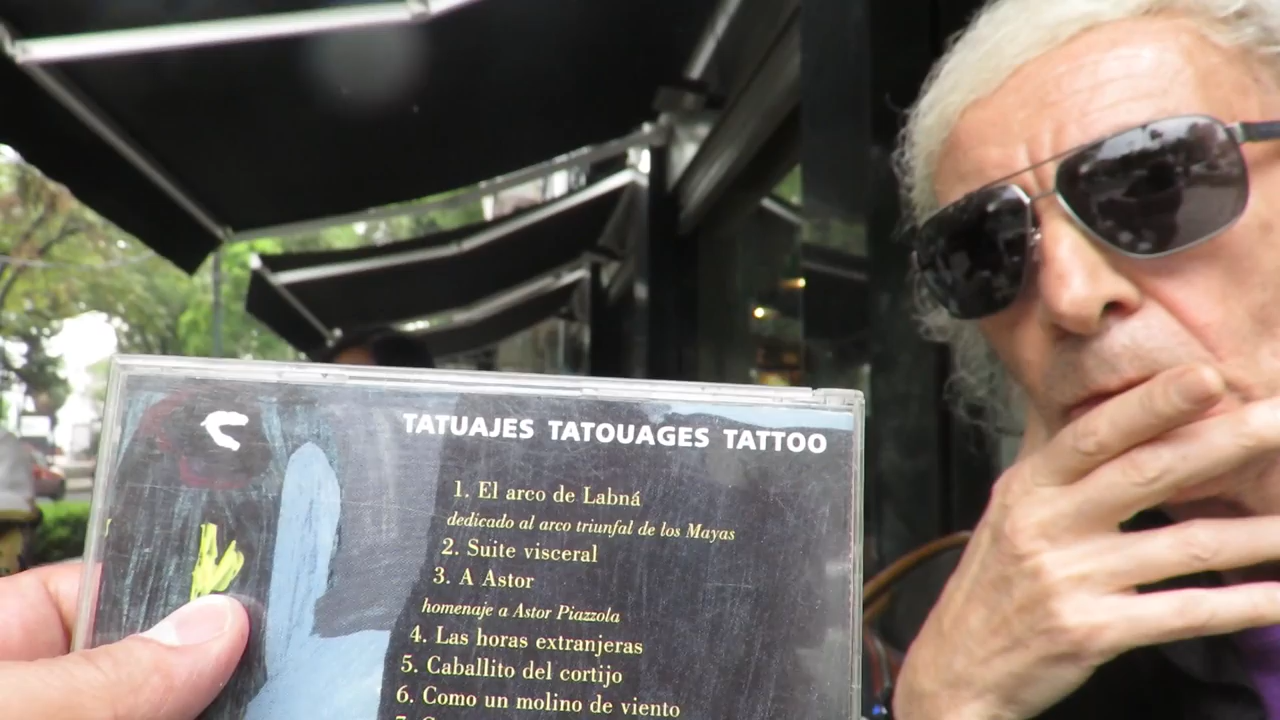 TATUAJES TATOUAGES TATTOO
1. El arco de Labná
dedicado al arco triunfal de los Mayas
2. Suite visceral
3. A Astor
homenaje a Astor Piazzola
4. Las horas extranjeras
5. Caballito del cortijo
6. Como un molino de viento